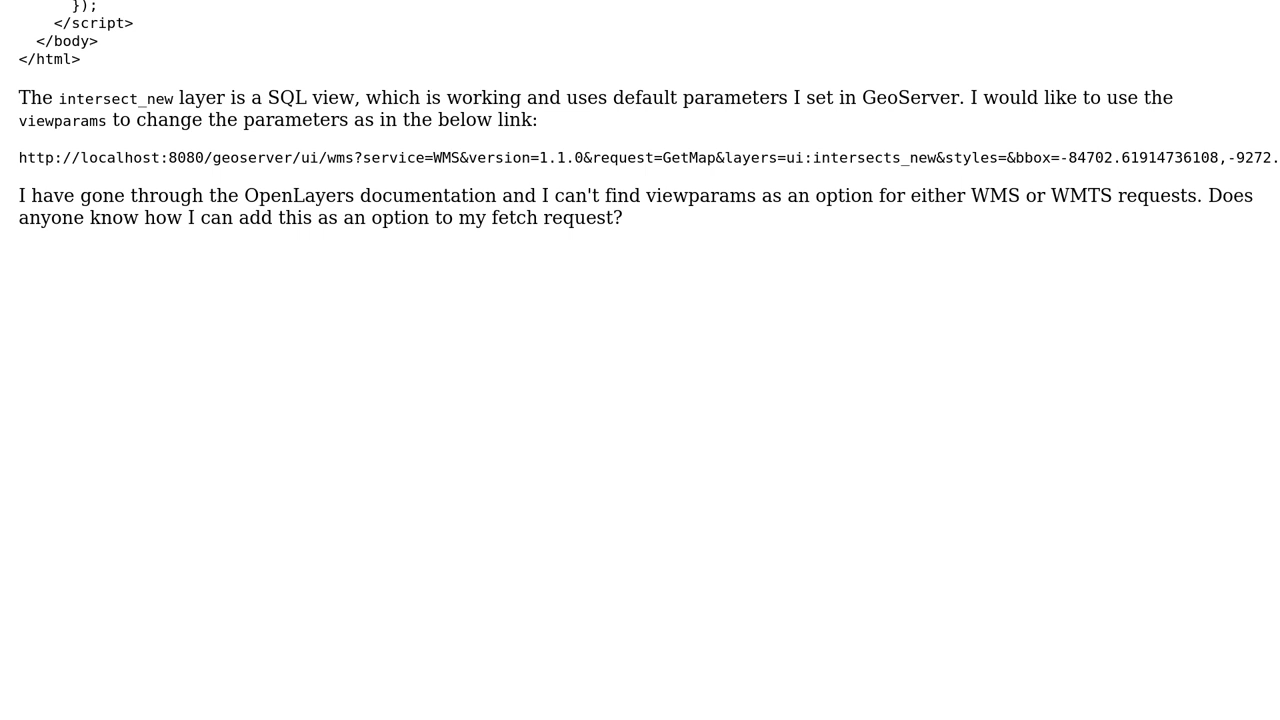 });
</script>
</body>
</html>
The intersect_new layer is a SQL view, which is working and uses default parameters I set in GeoServer. I would like to use the
viewparams to change the parameters as in the below link:
http://localhost:8080/geoserver/ui/wms?service=WMS&version=1.1.0&request=GetMap&layers=ui:intersects_new&styles=&bbox=-84702.61914736108,-9272.
I have gone through the OpenLayers documentation and I can't find viewparams as an option for either WMS or WMTS requests. Does
anyone know how I can add this as an option to my fetch request?